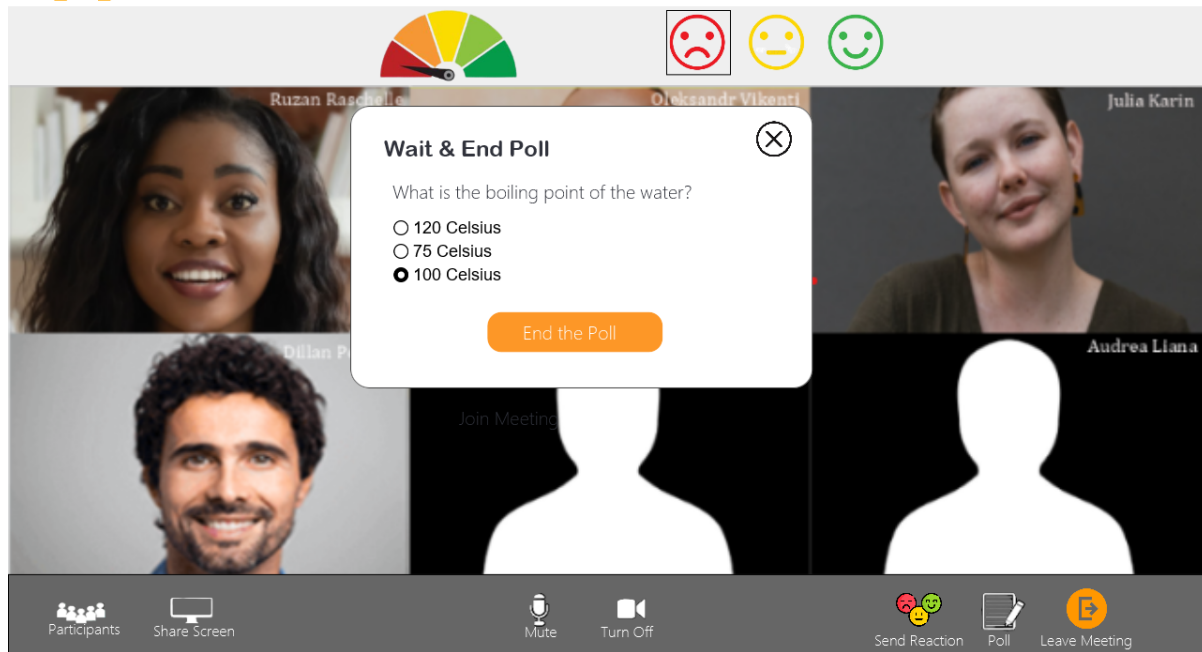 Ruzan Raschelle
Oleksandr Vikenti
Julia Karin
Wait & End Poll
What is the boiling point of the water?
120 Celsius
75 Celsius
100 Celsius
End the Poll
Dillan
Audrea Liana
Join Meeting
Participants
Share Screen
Mute
Turn Off
Send Reaction
Poll
Leave Meeting